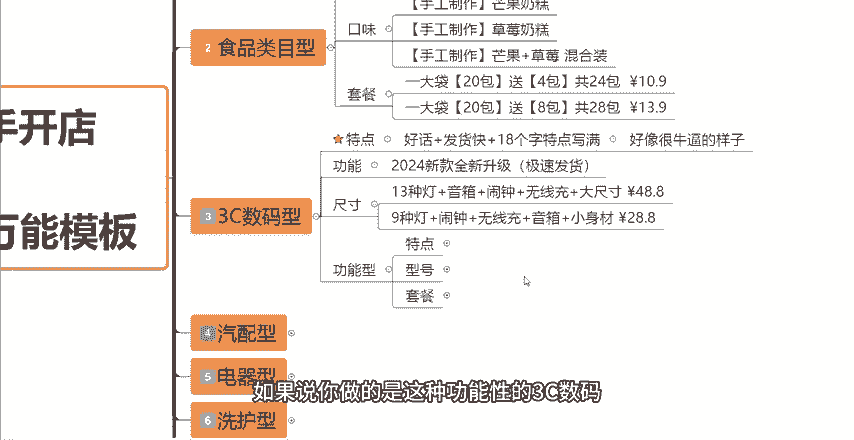 手开店
万能模板
2 食品类目型
口味
【手工制作】芒果奶糕
【手工制作】草莓奶糕
【手工制作】芒果+草莓 混合装
套餐
一大袋【20包】送【4包】共24包 ¥10.9
一大袋【20包】送【8包】共28包 ¥13.9
3 3C数码型
特点
好话+发货快+18个字特点写满
好像很牛逼的样子
功能
2024新款全新升级（极速发货）
尺寸
13种灯+音箱+闹钟+无线充+大尺寸 ¥48.8
9种灯+闹钟+无线充+音箱+小身材 ¥28.8
功能型
特点
型号
套餐
4 汽配型
5 电器型
6 洗护型
如果说你做的是这种功能性的3C数码